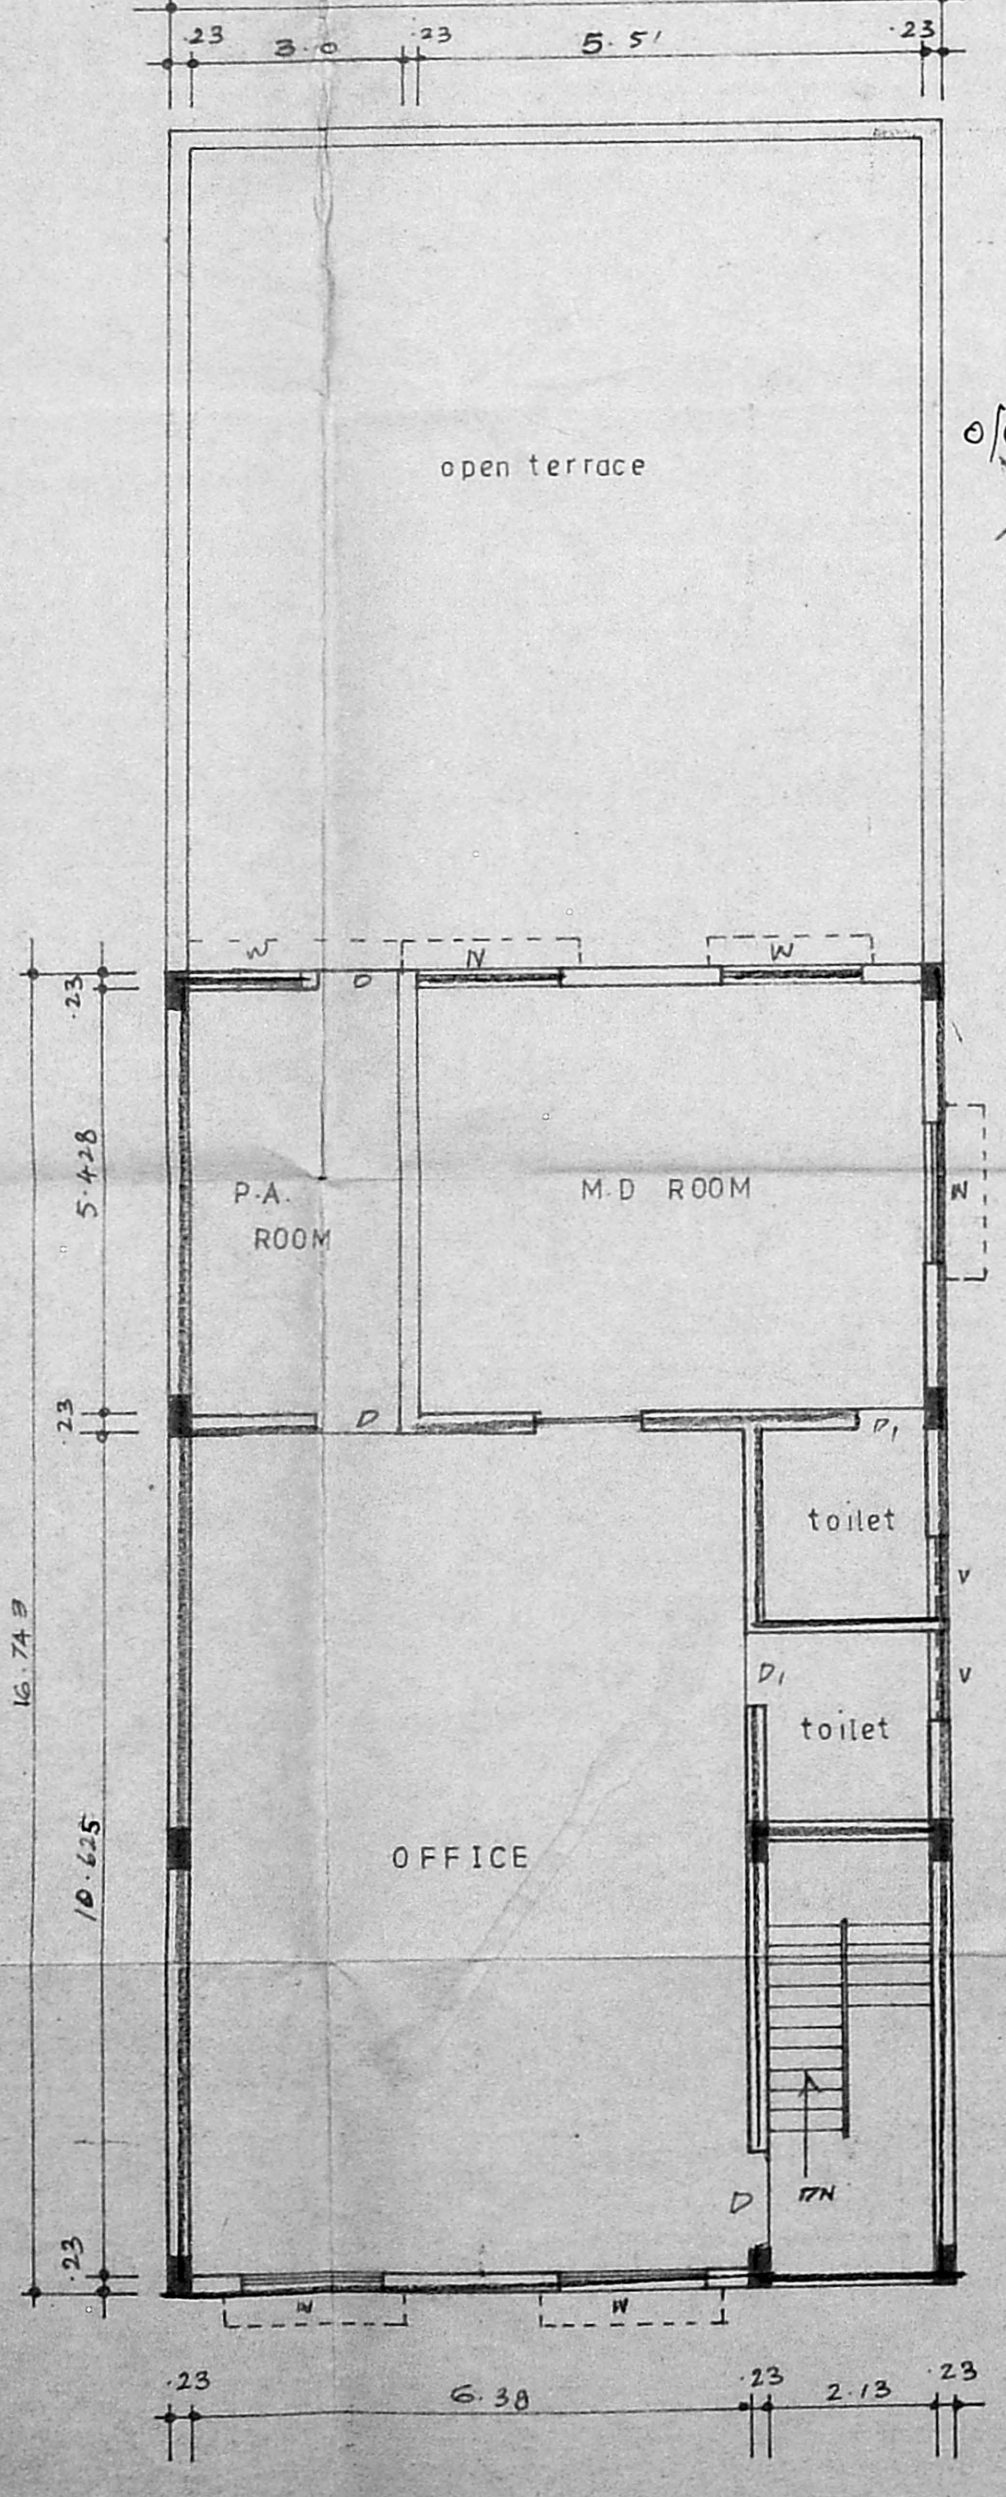 .23
3.0
.23
5.51
.23
open terrace
W
W
W
D
.23
5.428
P.A.
ROOM
M.D ROOM
W
.23
D
D1
toilet
V
16.743
D1
V
toilet
10.625
OFFICE
D
DN
.23
W
W
.23
6.38
.23
2.13
.23